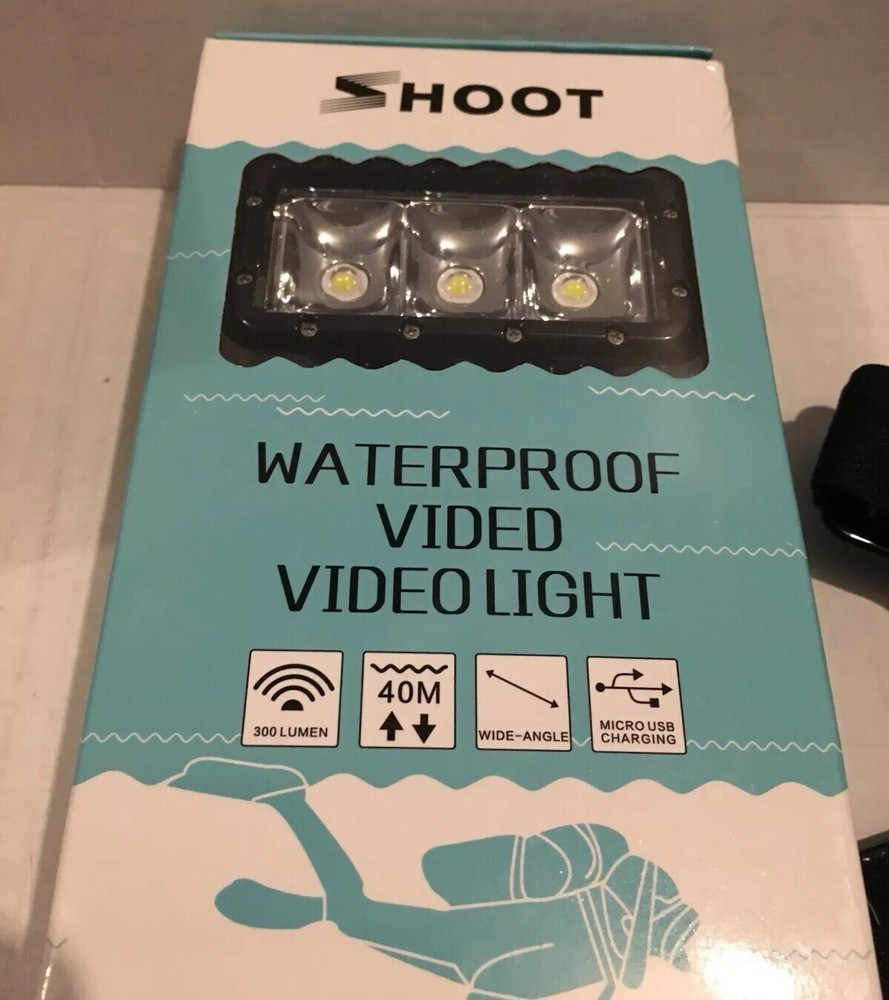 SHOOT
WATERPROOF
VIDED
VIDEO LIGHT
300 LUMEN
40M
WIDE-ANGLE
MICRO USB
CHARGING